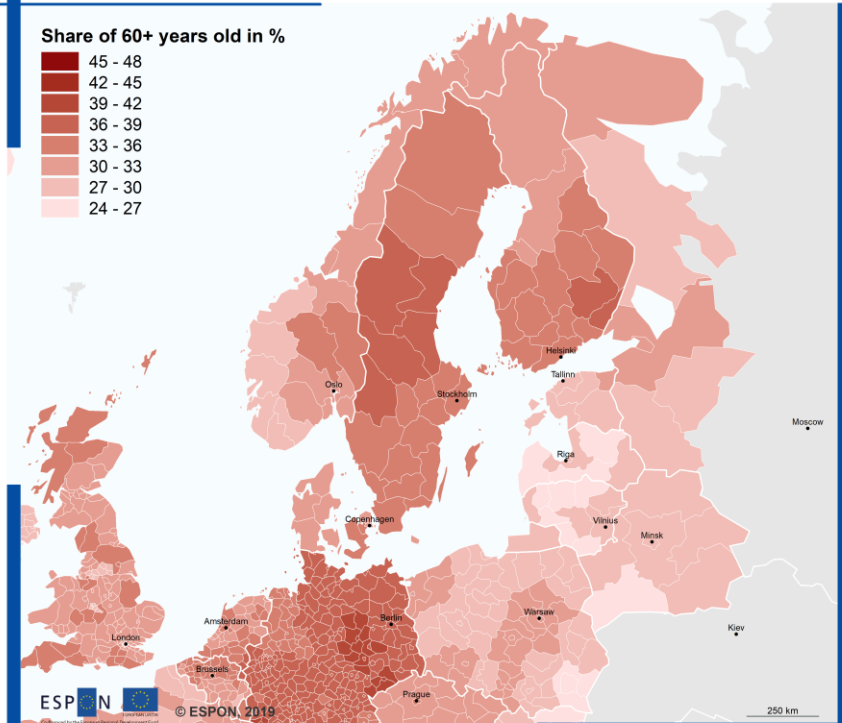 Share of 60+ years old in %
45 - 48
42 - 45
39 - 42
36 - 39
33 - 36
30 - 33
27 - 30
24 - 27
Helsinki
Tallinn
Oslo
Stockholm
Moscow
Riga
Copenhagen
Vilnius
Minsk
Amsterdam
Berlin
Warsaw
London
Kiev
Brussels
Prague
ESPON
EUROPEAN UNION
© ESPON, 2019
250 km